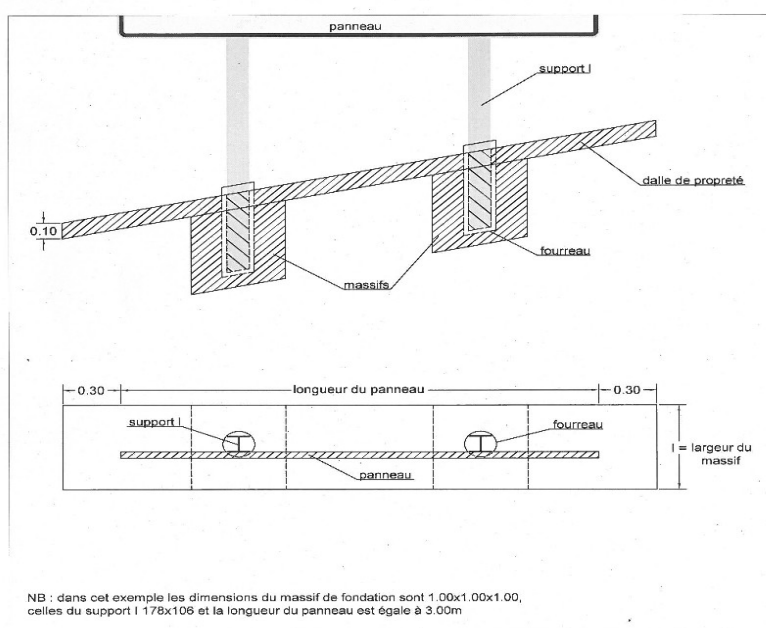 panneau
support I
dalle de propreté
0.10
fourreau
massifs
0.30
longueur du panneau
0.30
support I
fourreau
l = largeur du
massif
panneau
NB : dans cet exemple les dimensions du massif de fondation sont 1.00x1.00x1.00,
celles du support I 178x106 et la longueur du panneau est égale à 3.00m